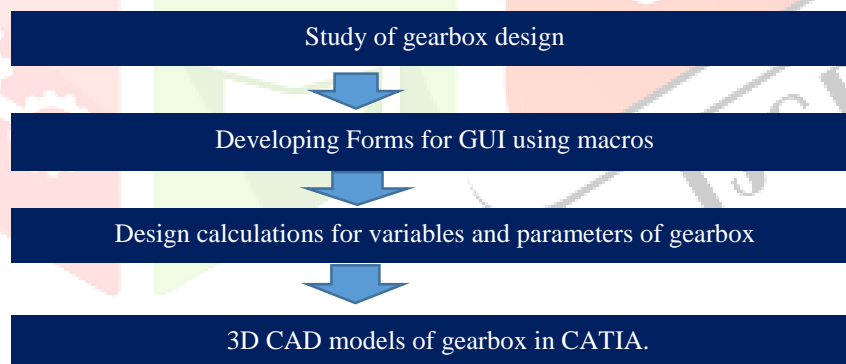 Study of gearbox design
Developing Forms for GUI using macros
Design calculations for variables and parameters of gearbox
3D CAD models of gearbox in CATIA.